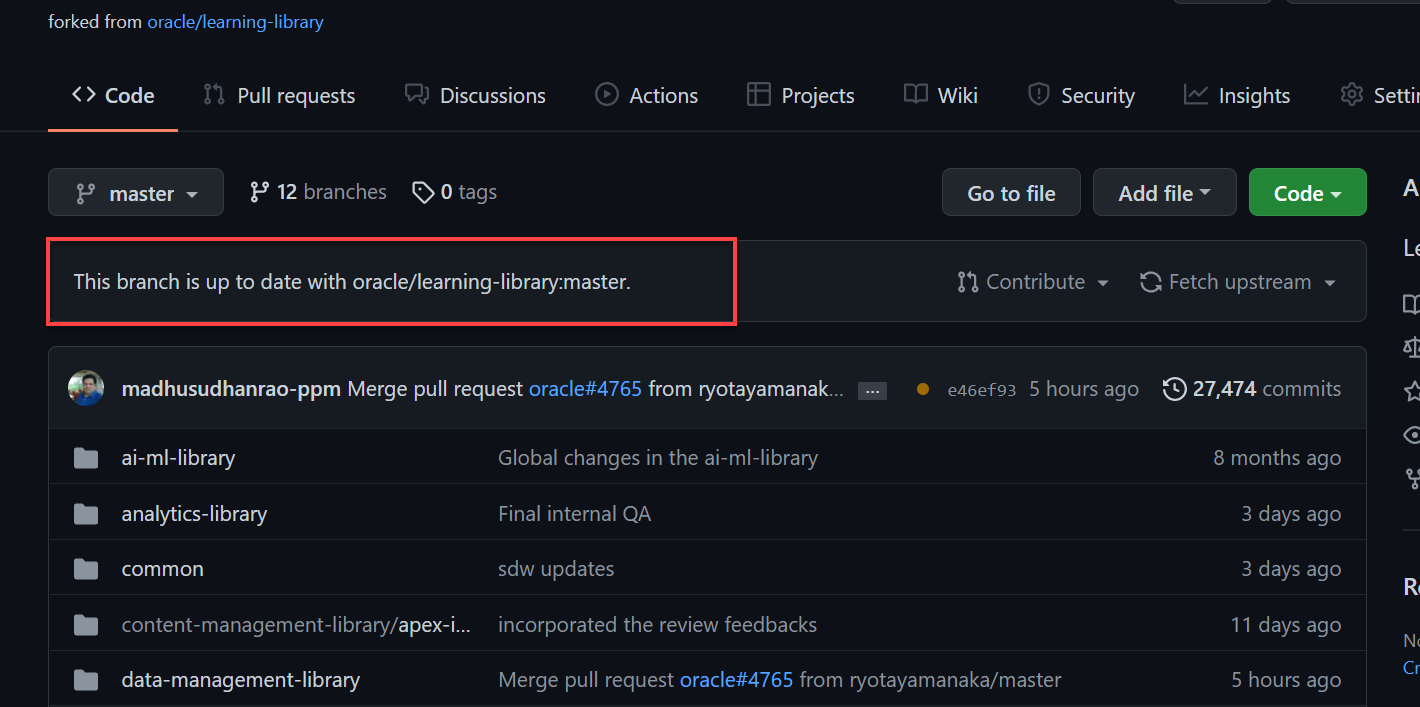 forked from oracle/learning-library
Code Pull requests Discussions Actions Projects Wiki Security Insights Settin
master 12 branches 0 tags Go to file Add file Code
This branch is up to date with oracle/learning-library:master. Contribute Fetch upstream
madhusudhanrao-ppm Merge pull request oracle#4765 from ryotayamanak... ... e46ef93 5 hours ago 27,474 commits
ai-ml-library Global changes in the ai-ml-library 8 months ago
analytics-library Final internal QA 3 days ago
common sdw updates 3 days ago
content-management-library/apex-i... incorporated the review feedbacks 11 days ago
data-management-library Merge pull request oracle#4765 from ryotayamanaka/master 5 hours ago